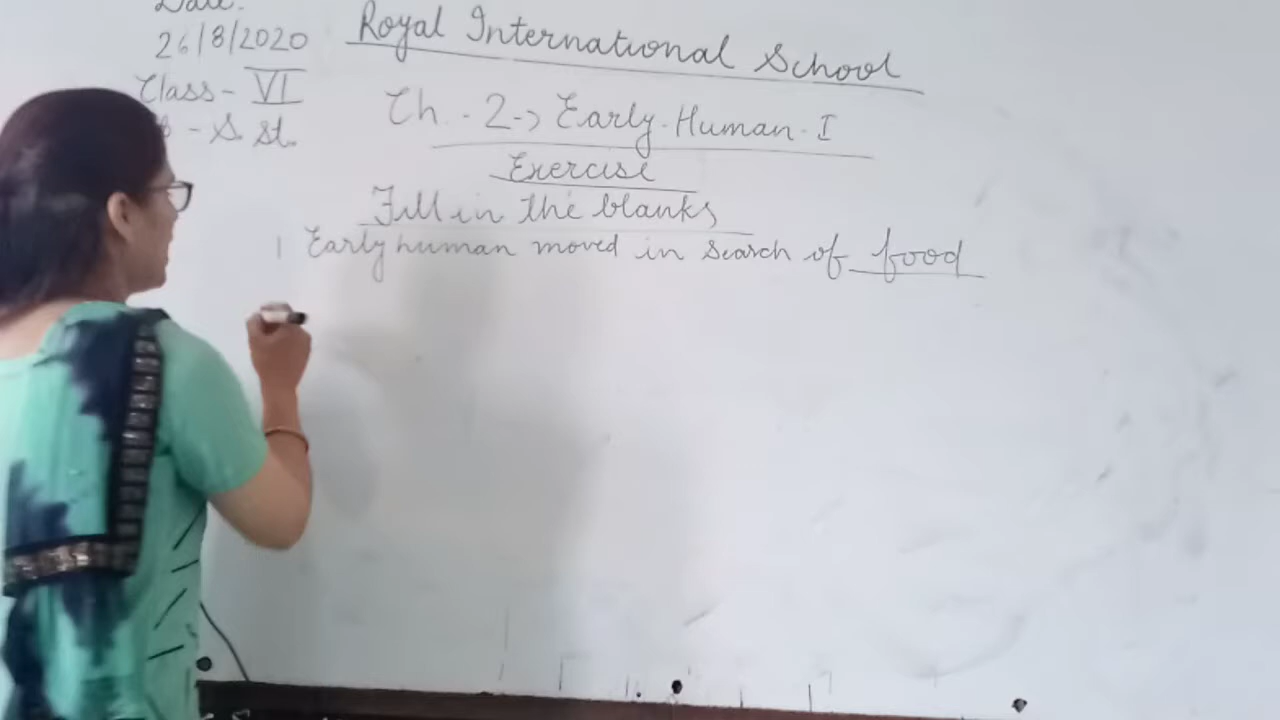 Date:
26/8/2020
Class - VI
- S. St.
Royal International School
Ch. - 2 -> Early Human - I
Exercise
Fill in the blanks
1 Early human moved in search of food